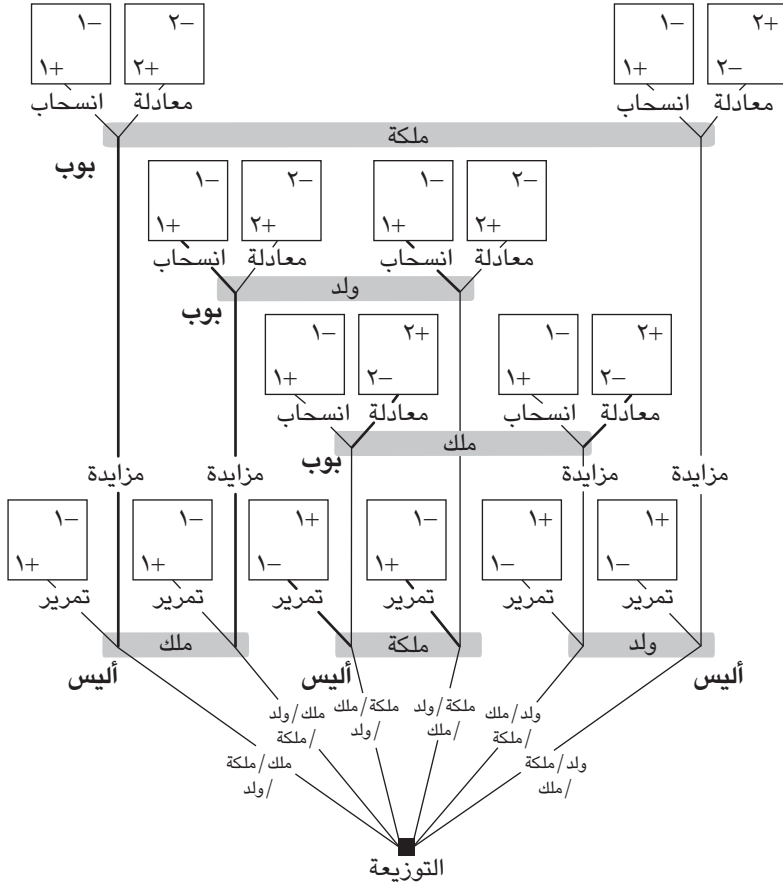 +٢ –١ –٢ –١
–٢ +١ +٢ +١
معادلة انسحاب معادلة انسحاب
ملكة
بوب
–٢ –١ –٢ –١
+٢ +١ +٢ +١
معادلة انسحاب معادلة انسحاب
ولد
بوب
+٢ –١ +٢ –١
–٢ +١ –٢ +١
معادلة انسحاب معادلة انسحاب
ملك
بوب
مزايدة مزايدة مزايدة مزايدة
+١ +١ –١ +١ –١ –١
–١ –١ +١ –١ +١ +١
تمرير تمرير تمرير تمرير تمرير تمرير
ولد ملكة ملك
أليس أليس أليس
ولد/ملك ملكة/ولد ملكة/ملك ملك/ولد
/ملكة /ملك /ولد /ملكة
ولد/ملكة ملك/ملكة
/ملك /ولد
التوزيعة